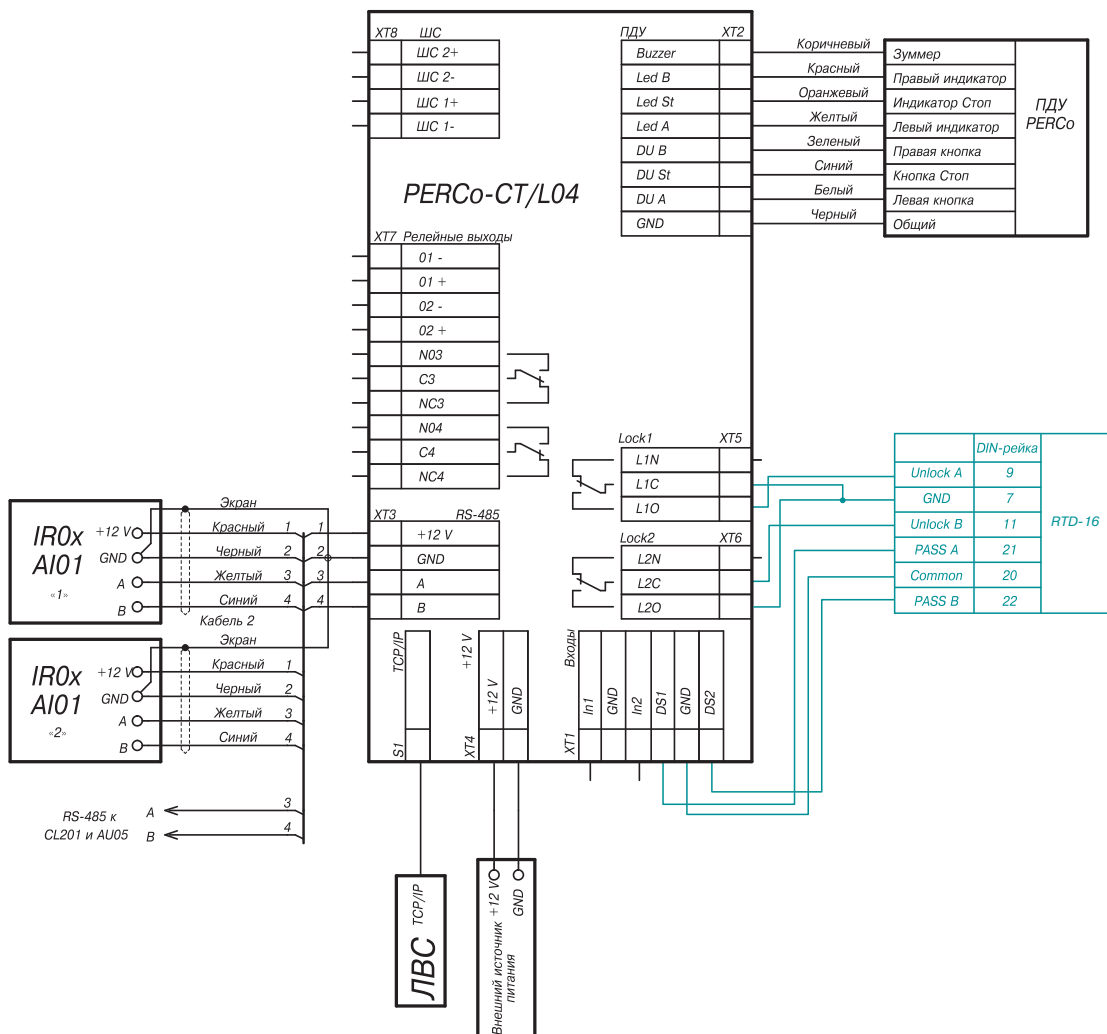 XT8 ШС
ШС 2+
ШС 2-
ШС 1+
ШС 1-
PERCo-CT/L04
XT7 Релейные выходы
01 -
01 +
02 -
02 +
N03
C3
NC3
N04
C4
NC4
XT3 RS-485
+12 V
GND
A
B
ПДУ XT2
Buzzer
Led B
Led St
Led A
DU B
DU St
DU A
GND
Коричневый
Красный
Оранжевый
Желтый
Зеленый
Синий
Белый
Черный
Зуммер
Правый индикатор
Индикатор Стоп
Левый индикатор
Правая кнопка
Кнопка Стоп
Левая кнопка
Общий
ПДУ
PERCo
Lock1 XT5
L1N
L1C
L1O
Lock2 XT6
L2N
L2C
L2O
DIN-рейка
Unlock A 9
GND 7
Unlock B 11
PASS A 21
Common 20
PASS B 22
RTD-16
IR0x
AI01
«1»
+12 V
GND
A
B
Экран
Красный 1 1
Черный 2 2
Желтый 3 3
Синий 4 4
Кабель 2
IR0x
AI01
«2»
+12 V
GND
A
B
Экран
Красный 1
Черный 2
Желтый 3
Синий 4
RS-485 к
CL201 и AU05
A 3
B 4
S1 TCP/IP
XT4 +12 V
+12 V
GND
XT1 Входы
In1
GND
In2
DS1
GND
DS2
ЛВС TCP/IP
Внешний источник
питания
+12 V
GND